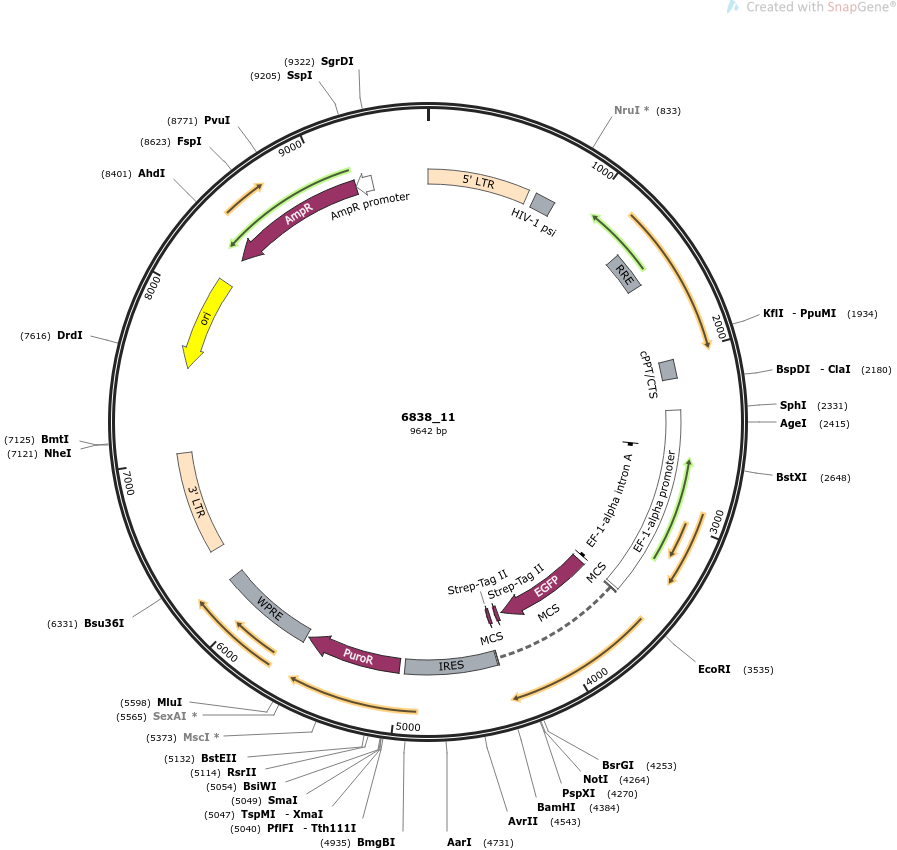 Created with SnapGene®
(9322) SgrDI
(9205) SspI
(8771) PvuI
(8623) FspI
(8401) AhdI
NruI * (833)
9000
1000
5' LTR
HIV-1 psi
AmpR
AmpR promoter
RRE
8000
2000
ori
KflI - PpuMI (1934)
(7616) DrdI
cPPT/CTS
BspDI - ClaI (2180)
SphI (2331)
AgeI (2415)
6838_11
9642 bp
(7125) BmtI
(7121) NheI
7000
BstXI (2648)
EF-1-alpha intron A
EF-1-alpha promoter
3' LTR
3000
MCS
Strep-Tag II
Strep-Tag II
EGFP
MCS
MCS
WPRE
(6331) Bsu36I
6000
PuroR
IRES
EcoRI (3535)
4000
5000
(5598) MluI
(5565) SexAI *
(5373) MscI *
(5132) BstEII
(5114) RsrII
(5054) BsiWI
(5049) SmaI
(5047) TspMI - XmaI
(5040) PflFI - Tth111I
(4935) BmgBI
BsrGI (4253)
NotI (4264)
PspXI (4270)
BamHI (4384)
AvrII (4543)
AarI (4731)